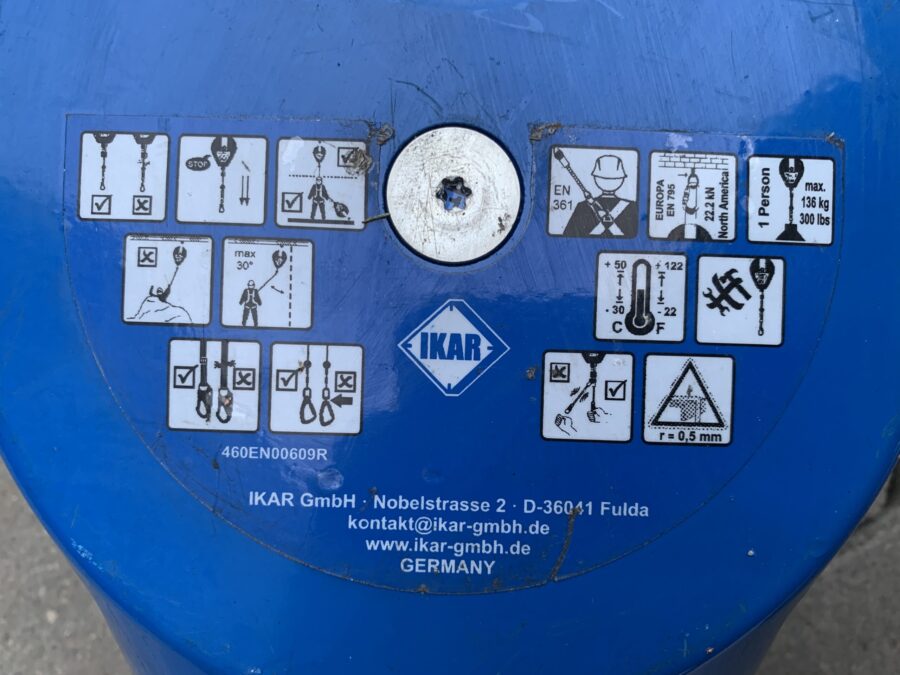 STOP
max
30°
EN
361
EUROPA
EN 795
22.2 kN
North America
1 Person
max.
136 kg
300 lbs
+ 50 + 122
- 30 - 22
C F
IKAR
r = 0,5 mm
460EN00609R
IKAR GmbH · Nobelstrasse 2 · D-36041 Fulda
kontakt@ikar-gmbh.de
www.ikar-gmbh.de
GERMANY